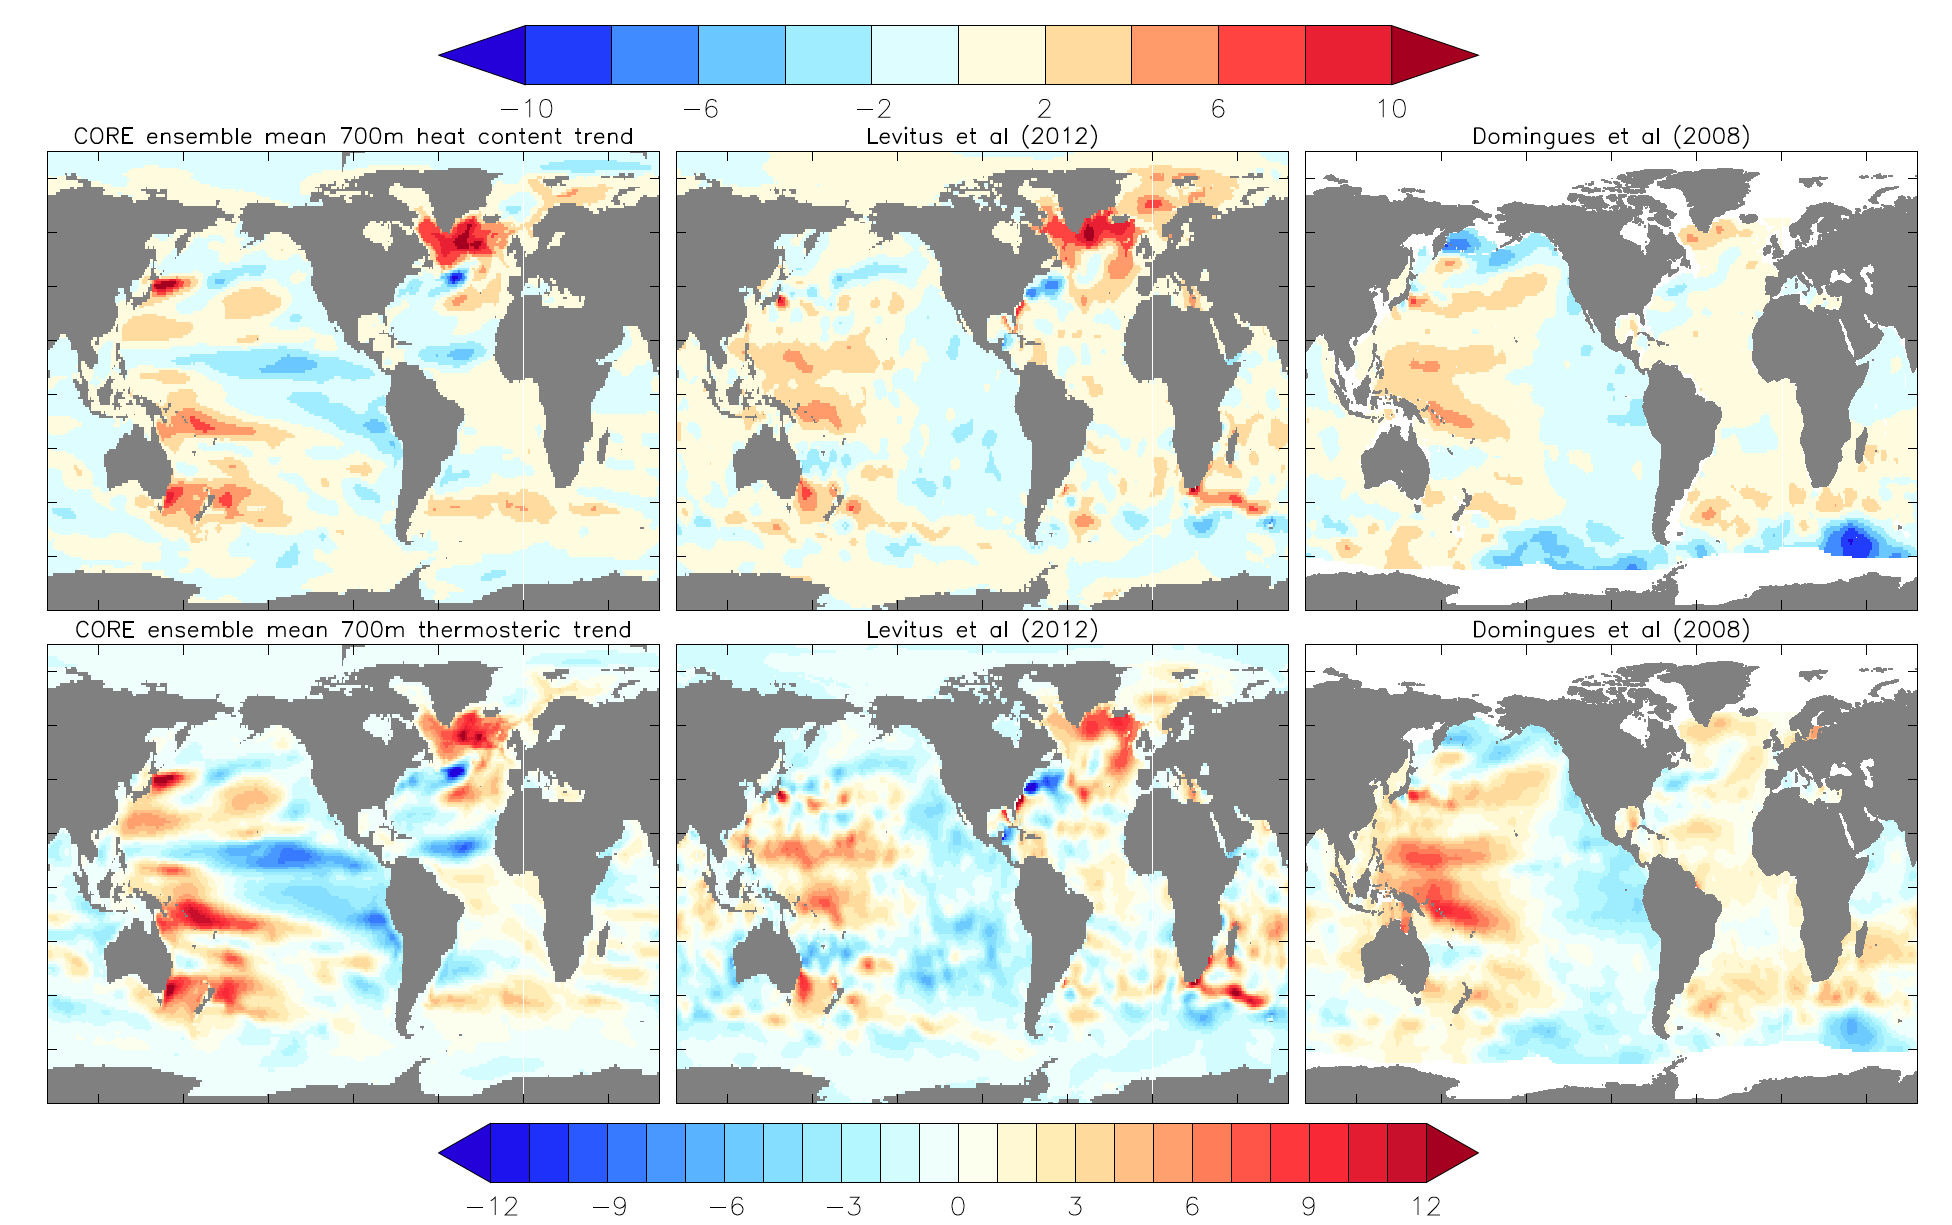 −10 −6 −2 2 6 10
CORE ensemble mean 700m heat content trend Levitus et al (2012) Domingues et al (2008)
CORE ensemble mean 700m thermosteric trend Levitus et al (2012) Domingues et al (2008)
−12 −9 −6 −3 0 3 6 9 12